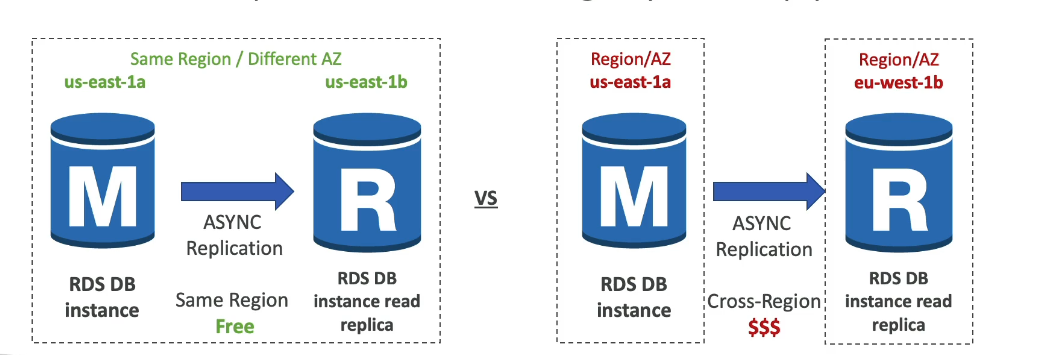 Same Region / Different AZ
us-east-1a
us-east-1b
M
R
ASYNC
Replication
RDS DB
instance
Same Region
Free
RDS DB
instance read
replica
vs
Region/AZ
us-east-1a
Region/AZ
eu-west-1b
M
R
ASYNC
Replication
RDS DB
instance
Cross-Region
$$$
RDS DB
instance read
replica